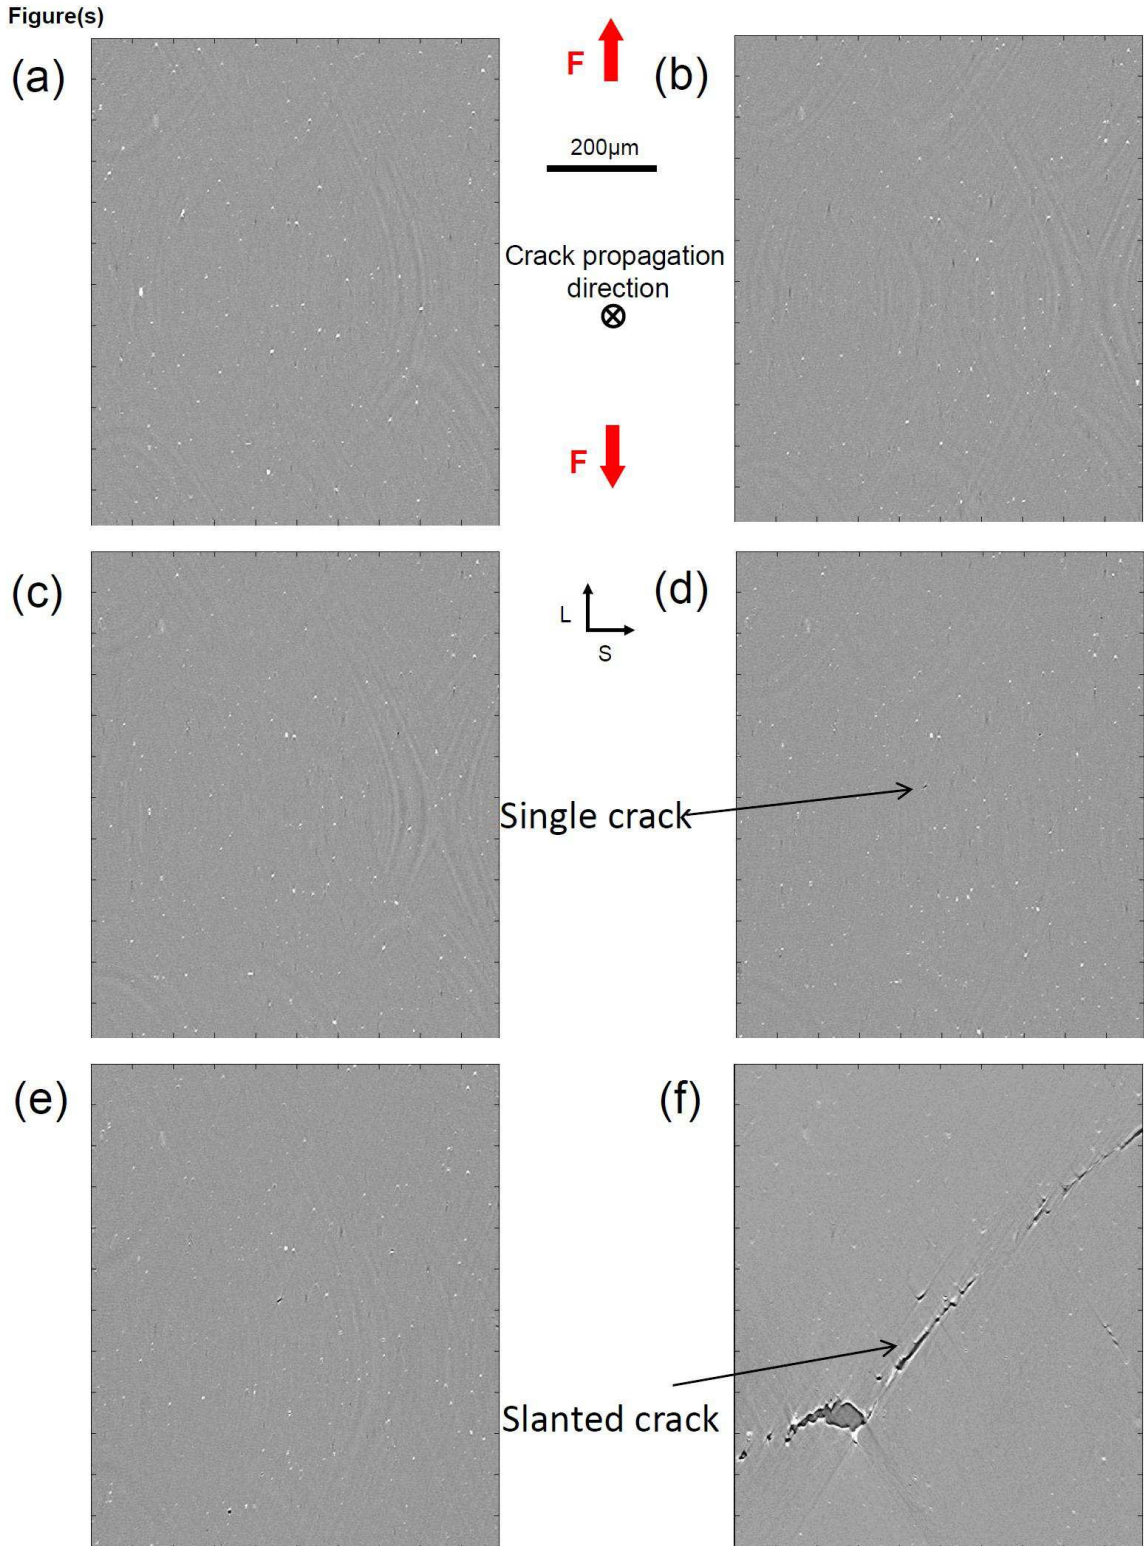 Figure(s)
(a)
F
(b)
200µm
Crack propagation
direction
F
(c)
L
S
(d)
Single crack
(e)
(f)
Slanted crack